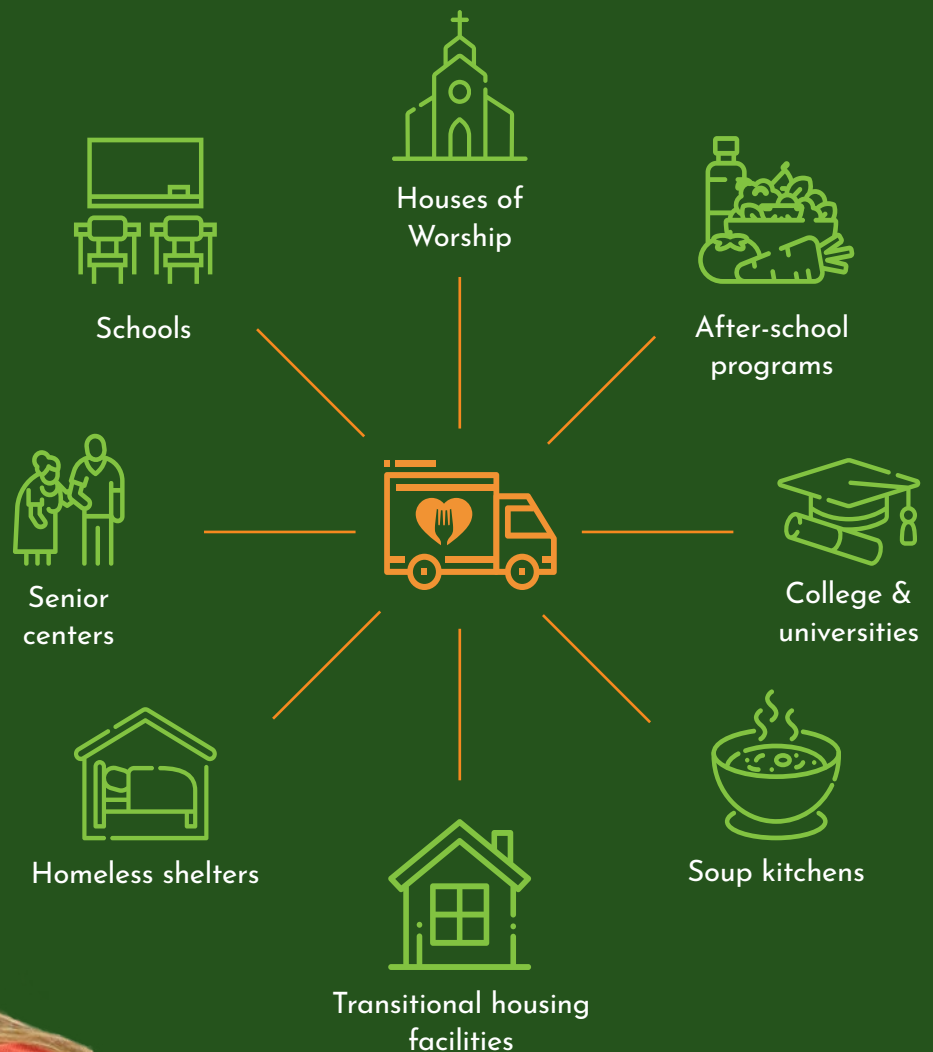 Houses of
Worship
Schools
After-school
programs
Senior
centers
College &
universities
Homeless shelters
Soup kitchens
Transitional housing
facilities